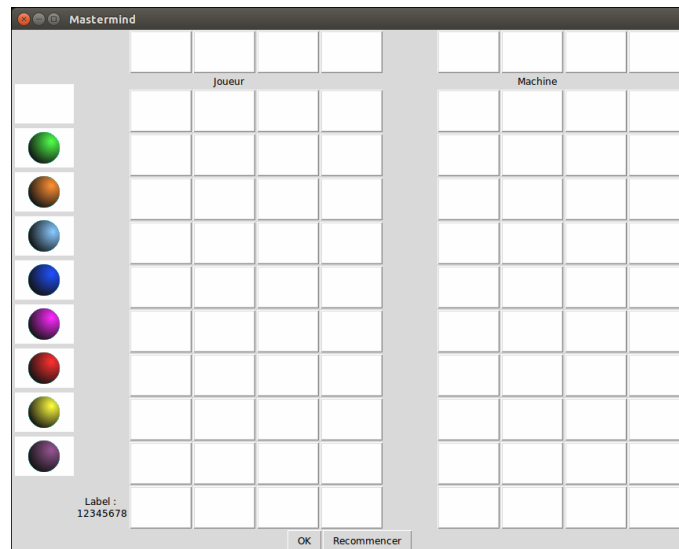 Mastermind
Joueur
Machine
Label :
12345678
OK
Recommencer